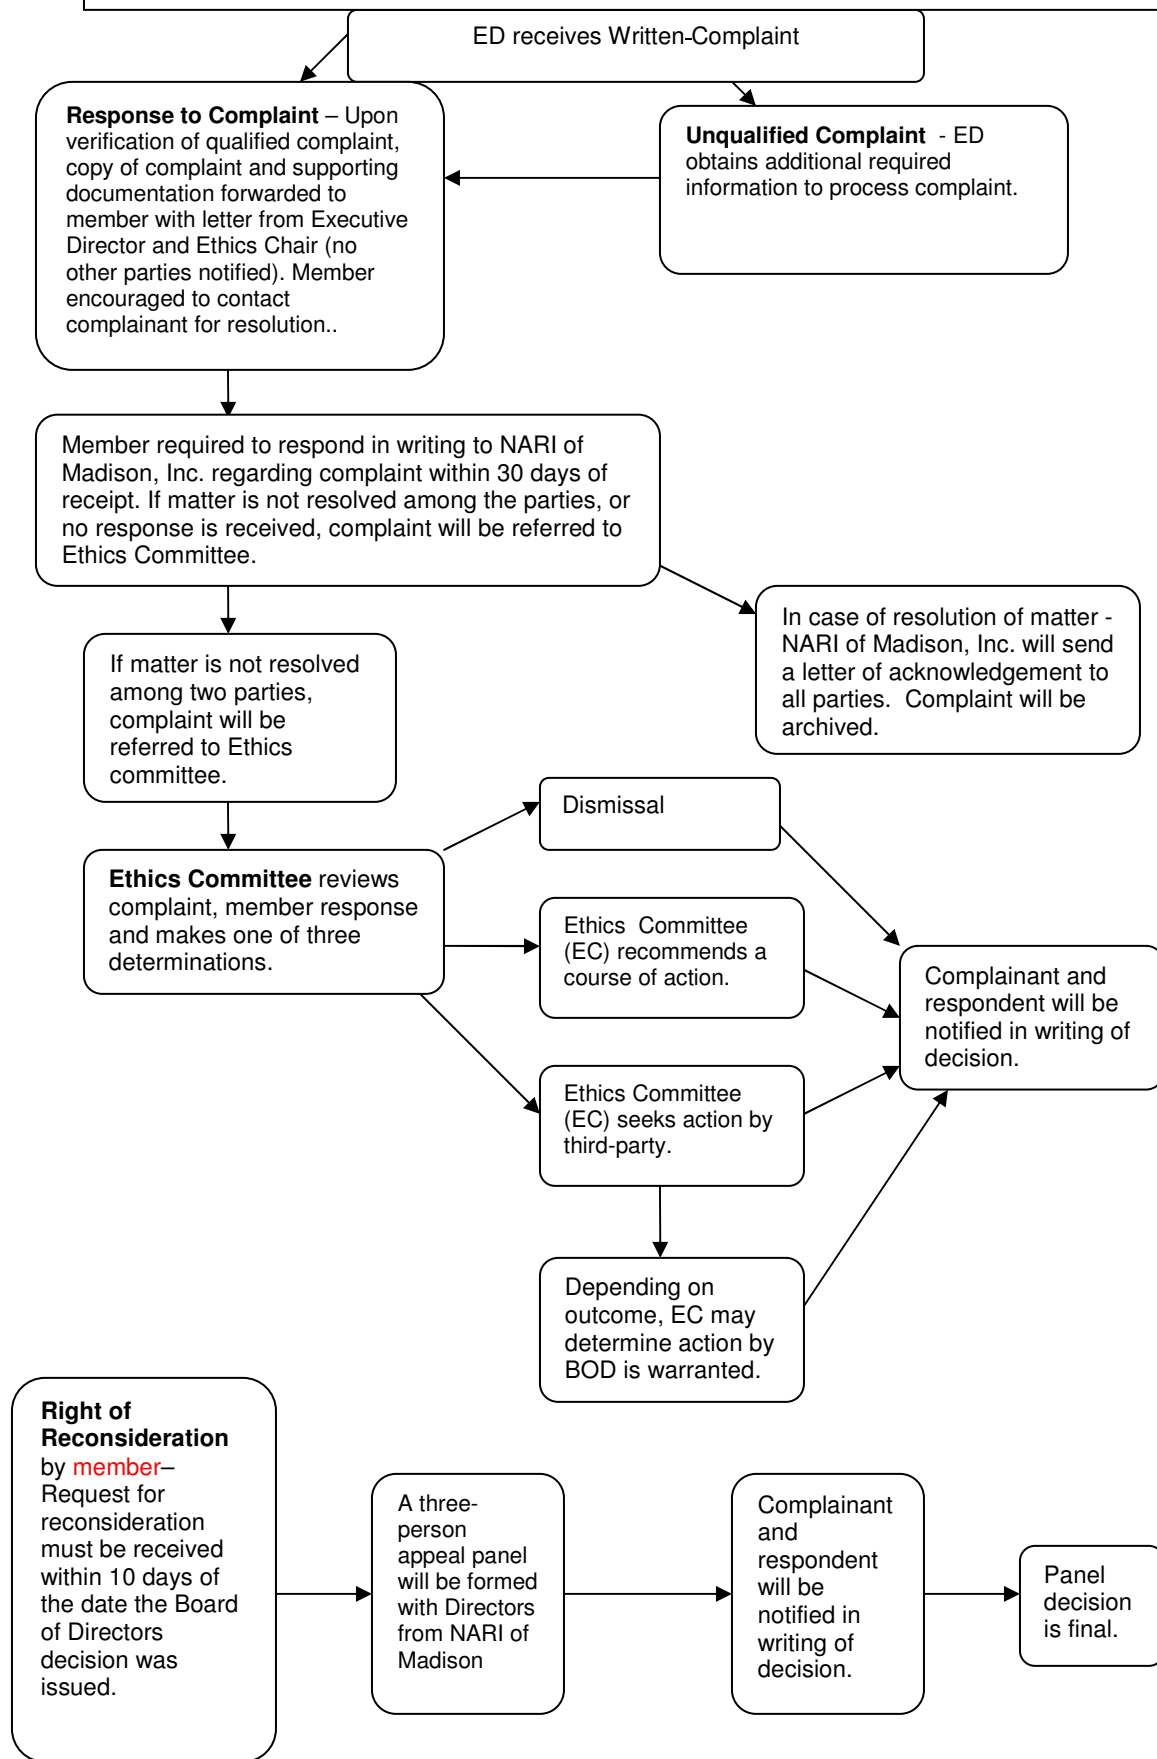 ED receives Written-Complaint
Response to Complaint – Upon
verification of qualified complaint,
copy of complaint and supporting
documentation forwarded to
member with letter from Executive
Director and Ethics Chair (no
other parties notified). Member
encouraged to contact
complainant for resolution..
Unqualified Complaint - ED
obtains additional required
information to process complaint.
Member required to respond in writing to NARI of
Madison, Inc. regarding complaint within 30 days of
receipt. If matter is not resolved among the parties, or
no response is received, complaint will be referred to
Ethics Committee.
In case of resolution of matter -
NARI of Madison, Inc. will send
a letter of acknowledgement to
all parties. Complaint will be
archived.
If matter is not resolved
among two parties,
complaint will be
referred to Ethics
committee.
Ethics Committee reviews
complaint, member response
and makes one of three
determinations.
Dismissal
Ethics Committee
(EC) recommends a
course of action.
Ethics Committee
(EC) seeks action by
third-party.
Complainant and
respondent will be
notified in writing of
decision.
Depending on
outcome, EC may
determine action by
BOD is warranted.
Right of
Reconsideration
by member–
Request for
reconsideration
must be received
within 10 days of
the date the Board
of Directors
decision was
issued.
A three-
person
appeal panel
will be formed
with Directors
from NARI of
Madison
Complainant
and
respondent
will be
notified in
writing of
decision.
Panel
decision
is final.